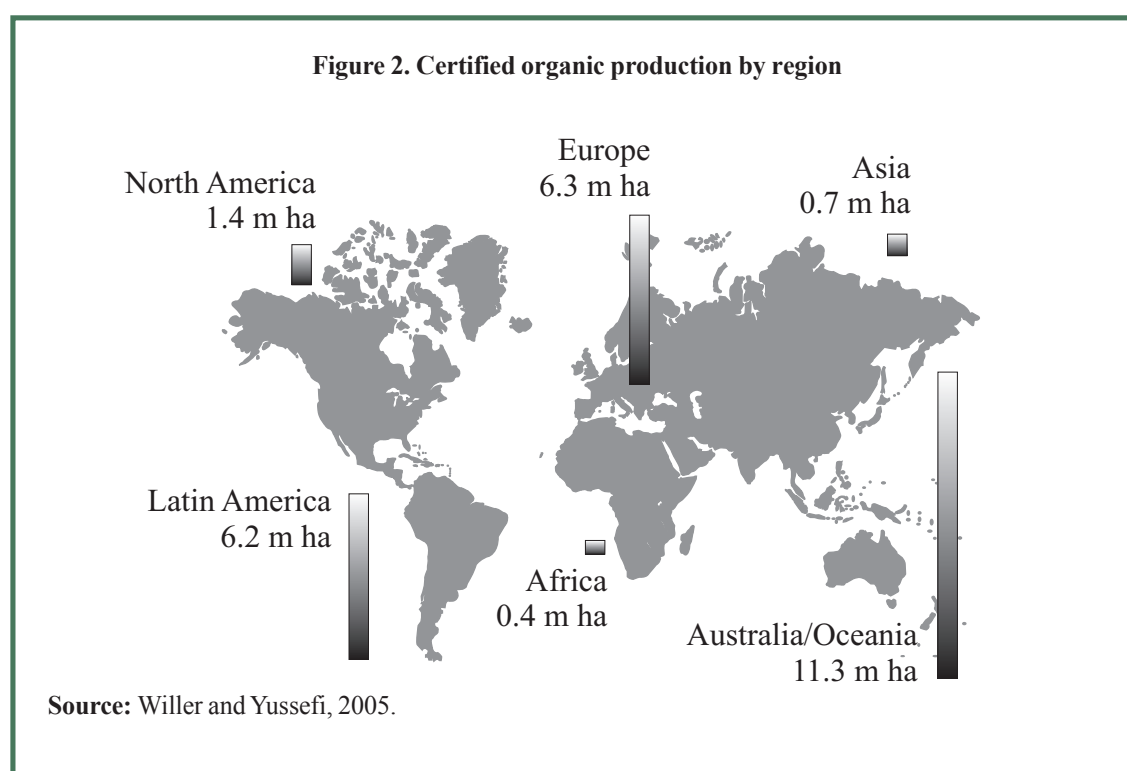 Figure 2. Certified organic production by region
Europe
6.3 m ha
Asia
0.7 m ha
North America
1.4 m ha
Latin America
6.2 m ha
Africa
0.4 m ha
Australia/Oceania
11.3 m ha
Source: Willer and Yussefi, 2005.